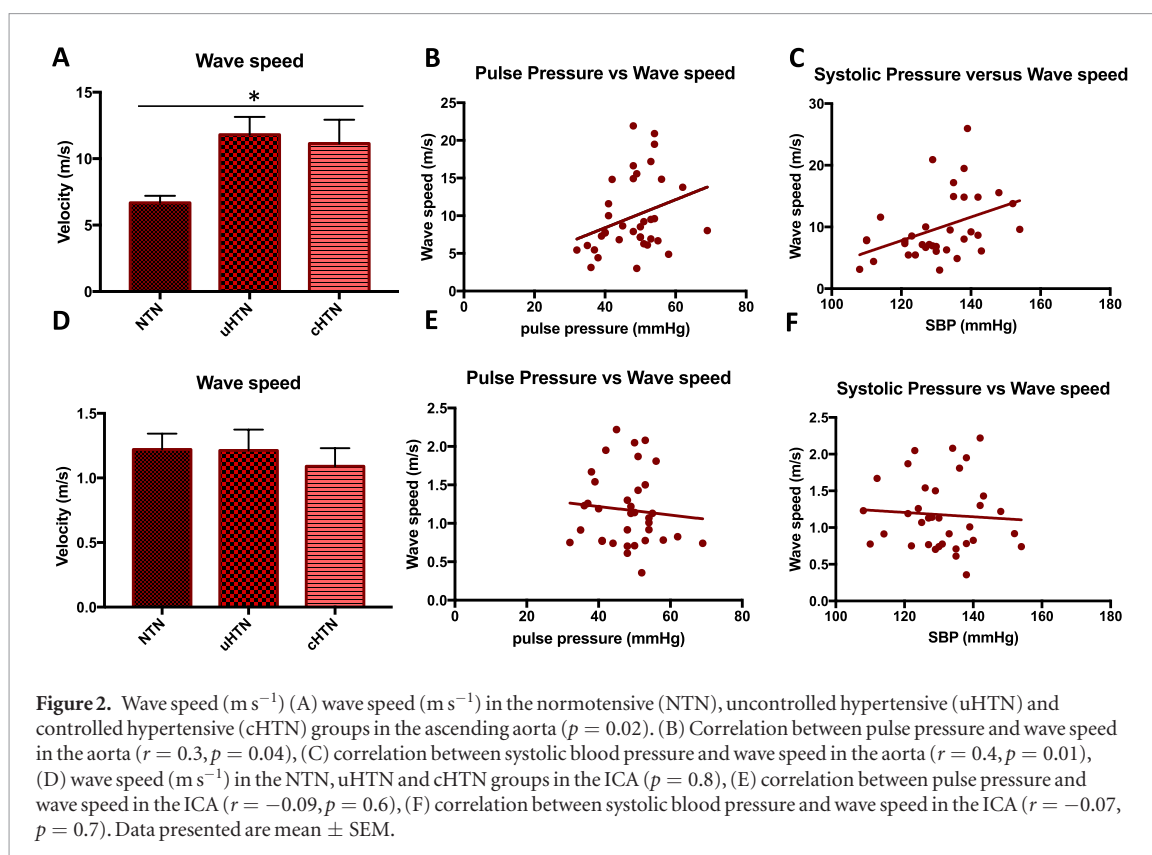 A
Wave speed
Velocity (m/s)
15
10
5
0
*
NTN
uHTN
cHTN
B
Pulse Pressure vs Wave speed
Wave speed (m/s)
25
20
15
10
5
0
0 20 40 60 80
pulse pressure (mmHg)
C
Systolic Pressure versus Wave speed
Wave speed (m/s)
30
20
10
0
100 120 140 160 180
SBP (mmHg)
D
Wave speed
Velocity (m/s)
1.5
1.0
0.5
0.0
NTN
uHTN
cHTN
E
Pulse Pressure vs Wave speed
Wave speed (m/s)
2.5
2.0
1.5
1.0
0.5
0.0
0 20 40 60 80
pulse pressure (mmHg)
F
Systolic Pressure vs Wave speed
Wave speed (m/s)
2.5
2.0
1.5
1.0
0.5
0.0
100 120 140 160 180
SBP (mmHg)
Figure 2. Wave speed (m s⁻¹) (A) wave speed (m s⁻¹) in the normotensive (NTN), uncontrolled hypertensive (uHTN) and
controlled hypertensive (cHTN) groups in the ascending aorta (p = 0.02). (B) Correlation between pulse pressure and wave speed
in the aorta (r = 0.3, p = 0.04), (C) correlation between systolic blood pressure and wave speed in the aorta (r = 0.4, p = 0.01),
(D) wave speed (m s⁻¹) in the NTN, uHTN and cHTN groups in the ICA (p = 0.8), (E) correlation between pulse pressure and
wave speed in the ICA (r = −0.09, p = 0.6), (F) correlation between systolic blood pressure and wave speed in the ICA (r = −0.07,
p = 0.7). Data presented are mean ± SEM.